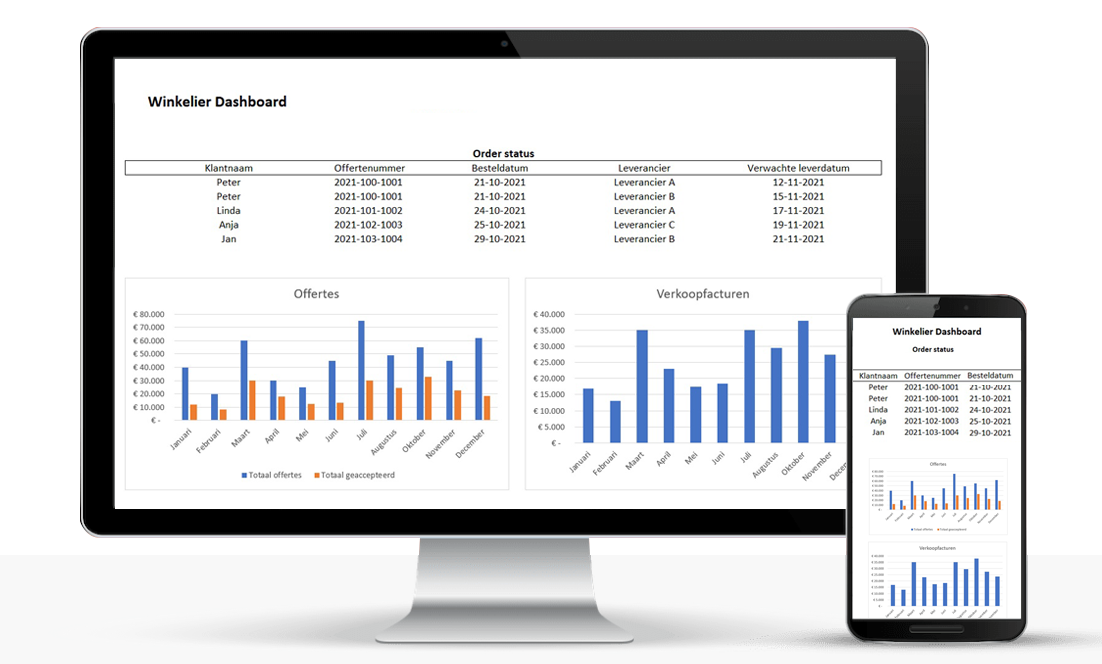 Winkelier Dashboard
Order status
Klantnaam Offertenummer Besteldatum Leverancier Verwachte leverdatum
Peter 2021-100-1001 21-10-2021 Leverancier A 12-11-2021
Peter 2021-100-1001 21-10-2021 Leverancier B 15-11-2021
Linda 2021-101-1002 24-10-2021 Leverancier A 17-11-2021
Anja 2021-102-1003 25-10-2021 Leverancier C 19-11-2021
Jan 2021-103-1004 29-10-2021 Leverancier B 21-11-2021
Offertes
€ 80.000
€ 70.000
€ 60.000
€ 50.000
€ 40.000
€ 30.000
€ 20.000
€ 10.000
€ -
Januari Februari Maart April Mei Juni Juli Augustus Oktober November December
Totaal offertes Totaal geaccepteerd
Verkoopfacturen
€ 40.000
€ 35.000
€ 30.000
€ 25.000
€ 20.000
€ 15.000
€ 10.000
€ 5.000
€ -
Januari Februari Maart April Mei Juni Juli Augustus Oktober November Decem
Winkelier Dashboard
Order status
Klantnaam Offertenummer Besteldatum
Peter 2021-100-1001 21-10-2021
Peter 2021-100-1001 21-10-2021
Linda 2021-101-1002 24-10-2021
Anja 2021-102-1003 25-10-2021
Jan 2021-103-1004 29-10-2021
Offertes
Totaal offertes Totaal geaccepteerd
Verkoopfacturen